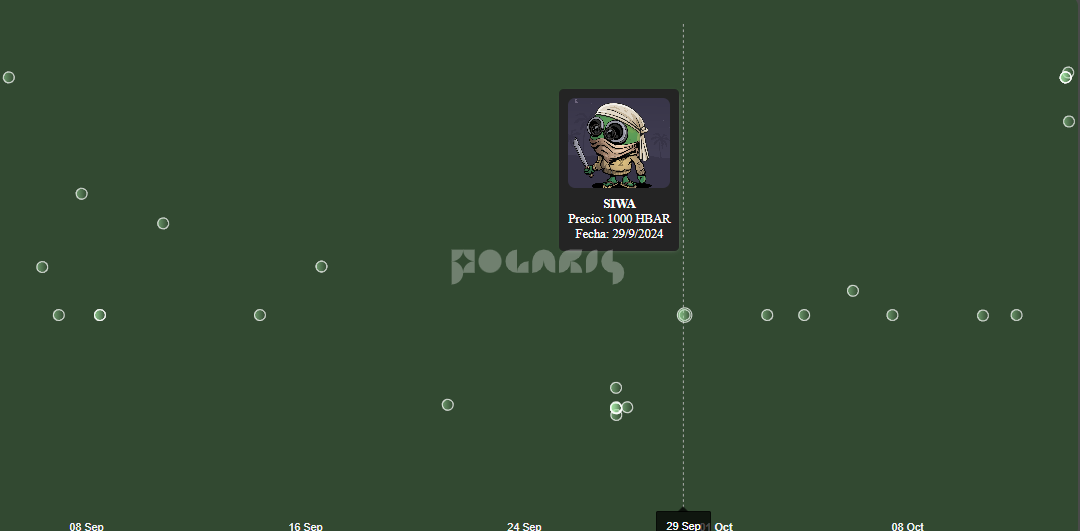 SIWA
Precio: 1000 HBAR
Fecha: 29/9/2024
POLARIS
08 Sep
16 Sep
24 Sep
29 Sep
01 Oct
08 Oct